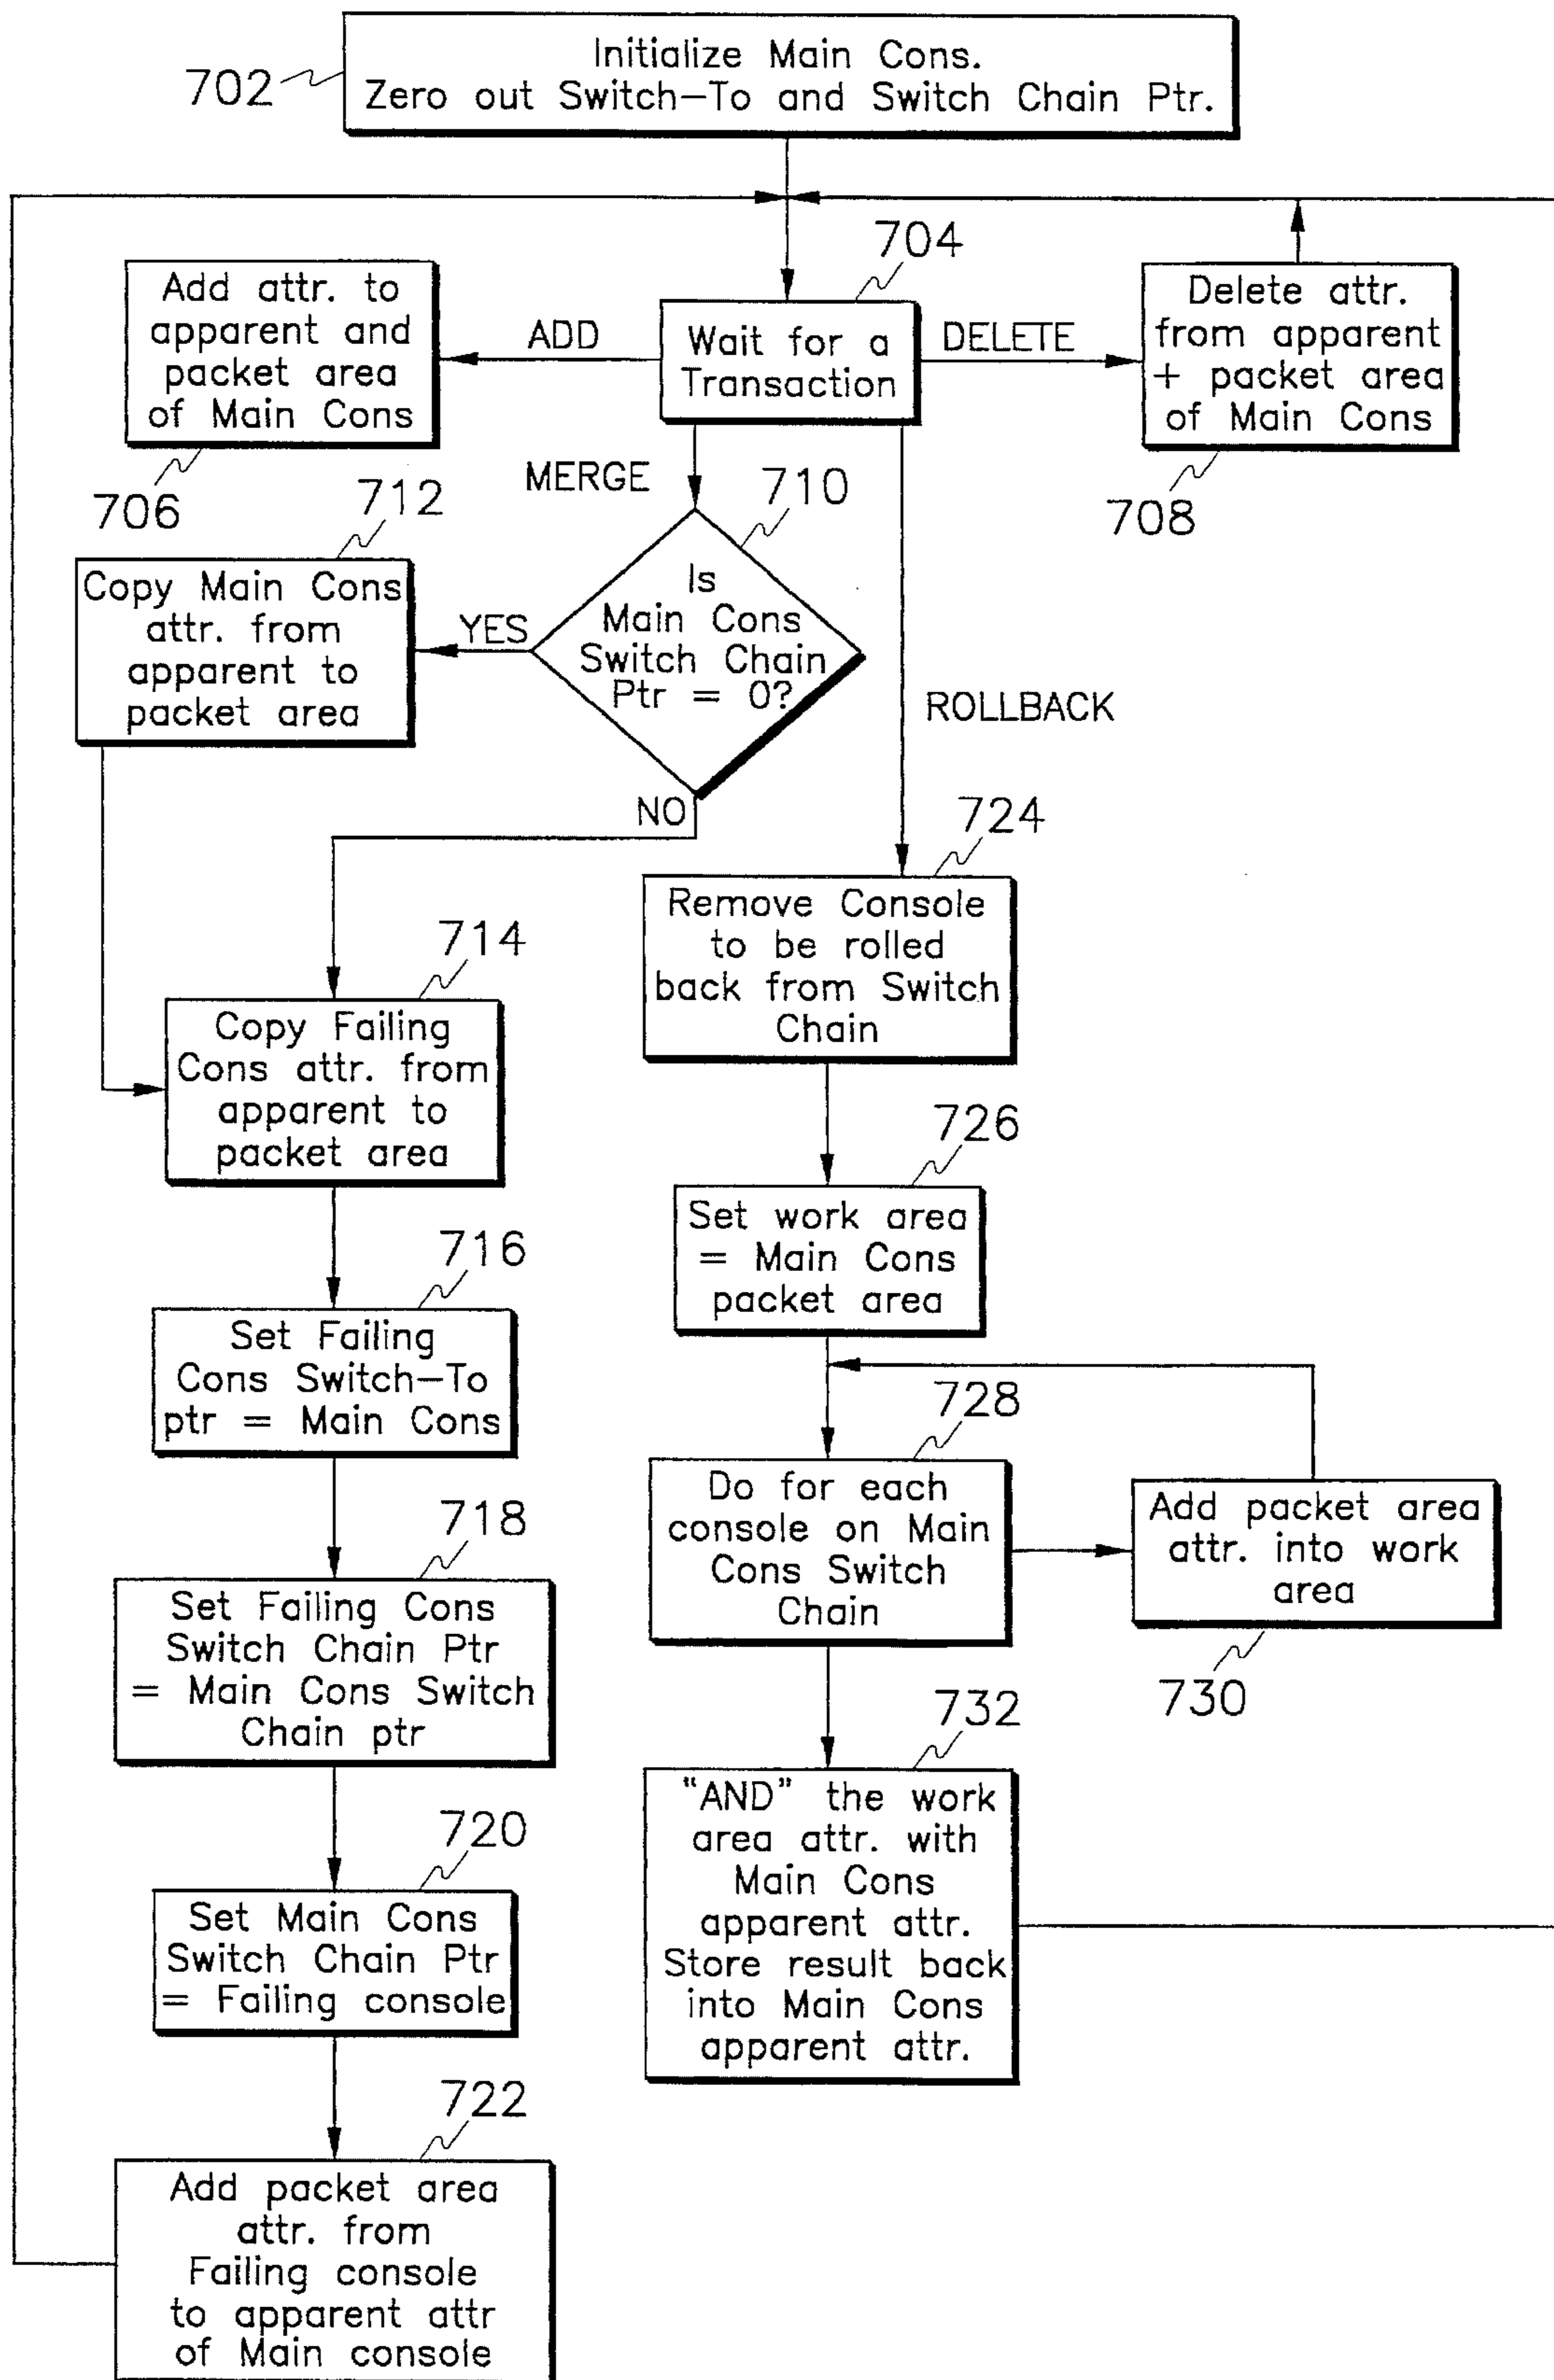 702
Initialize Main Cons.
Zero out Switch-To and Switch Chain Ptr.
704
Wait for a
Transaction
ADD
Add attr. to
apparent and
packet area
of Main Cons
706
DELETE
Delete attr.
from apparent
+ packet area
of Main Cons
708
MERGE
710
Is
Main Cons
Switch Chain
Ptr = 0?
YES
712
Copy Main Cons
attr. from
apparent to
packet area
NO
ROLLBACK
714
Copy Failing
Cons attr. from
apparent to
packet area
716
Set Failing
Cons Switch-To
ptr = Main Cons
718
Set Failing Cons
Switch Chain Ptr
= Main Cons Switch
Chain ptr
720
Set Main Cons
Switch Chain Ptr
= Failing console
722
Add packet area
attr. from
Failing console
to apparent attr
of Main console
724
Remove Console
to be rolled
back from Switch
Chain
726
Set work area
= Main Cons
packet area
728
Do for each
console on Main
Cons Switch
Chain
Add packet area
attr. into work
area
730
732
“AND” the work
area attr. with
Main Cons
apparent attr.
Store result back
into Main Cons
apparent attr.